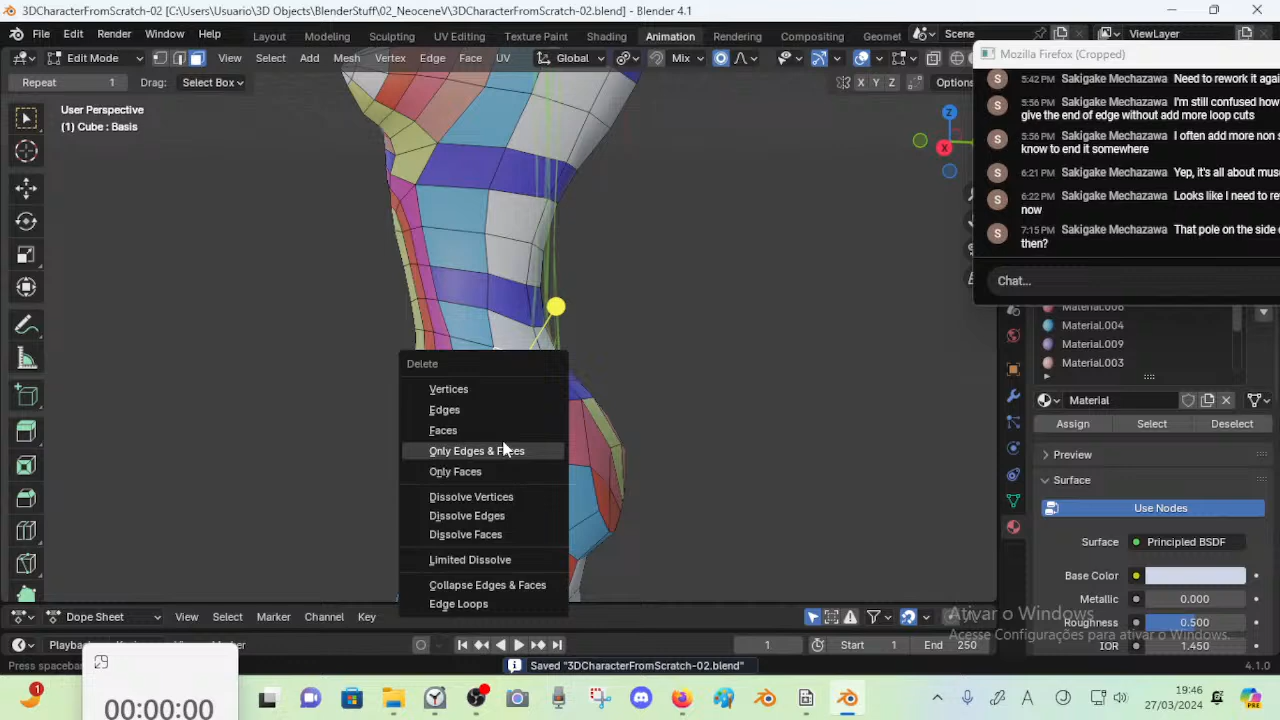 3DCharacterFromScratch-02 [C:\Users\Usuario\3D Objects\BlenderStuff\02_NeoceneV\3DCharacterFromScratch-02.blend] - Blender 4.1
File Edit Render Window Help Layout Modeling Sculpting UV Editing Texture Paint Shading Animation Rendering Compositing Geomet Scene ViewLayer
Edit Mode View Select Add Mesh Vertex Edge Face UV Global Mix
Mozilla Firefox (Cropped)
Repeat 1 Drag: Select Box X Y Z Options
5:42 PM Sakigake Mechazawa Need to rework it agai
User Perspective
(1) Cube : Basis
5:56 PM Sakigake Mechazawa I'm still confused how
give the end of edge without add more loop cuts
5:56 PM Sakigake Mechazawa I often add more non s
know to end it somewhere
6:21 PM Sakigake Mechazawa Yep, it's all about mus
6:22 PM Sakigake Mechazawa Looks like I need to re
now
7:15 PM Sakigake Mechazawa That pole on the side
then?
Chat...
Z
X
Material.006
Material.004
Material.009
Material.003
Material
Assign Select Deselect
Preview
Surface
Use Nodes
Surface Principled BSDF
Base Color
Metallic 0.000
Roughness 0.500
IOR 1.450
Delete
Vertices
Edges
Faces
Only Edges & Faces
Only Faces
Dissolve Vertices
Dissolve Edges
Dissolve Faces
Limited Dissolve
Collapse Edges & Faces
Edge Loops
Dope Sheet View Select Marker Channel Key
Ativar o Windows
Acesse Configurações para ativar o Windows.
Playba 1 Start 1 End 250
Press spacebar Saved "3DCharacterFromScratch-02.blend" 4.1.0
00:00:00
1
19:46
27/03/2024
PRE